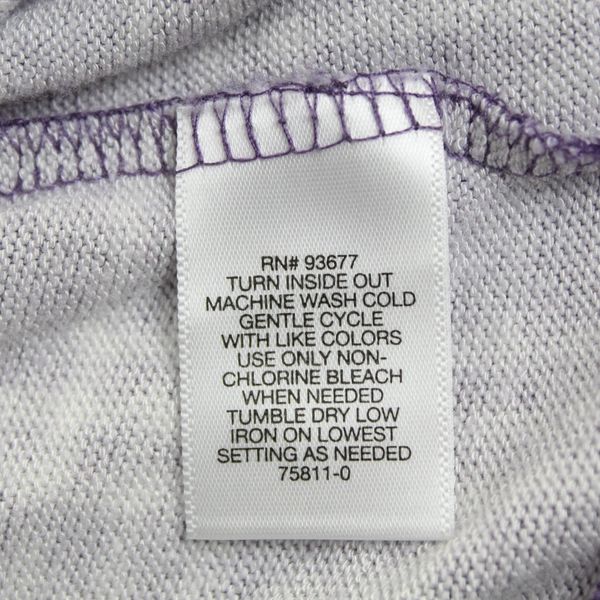 RN# 93677
TURN INSIDE OUT
MACHINE WASH COLD
GENTLE CYCLE
WITH LIKE COLORS
USE ONLY NON-
CHLORINE BLEACH
WHEN NEEDED
TUMBLE DRY LOW
IRON ON LOWEST
SETTING AS NEEDED
75811-0